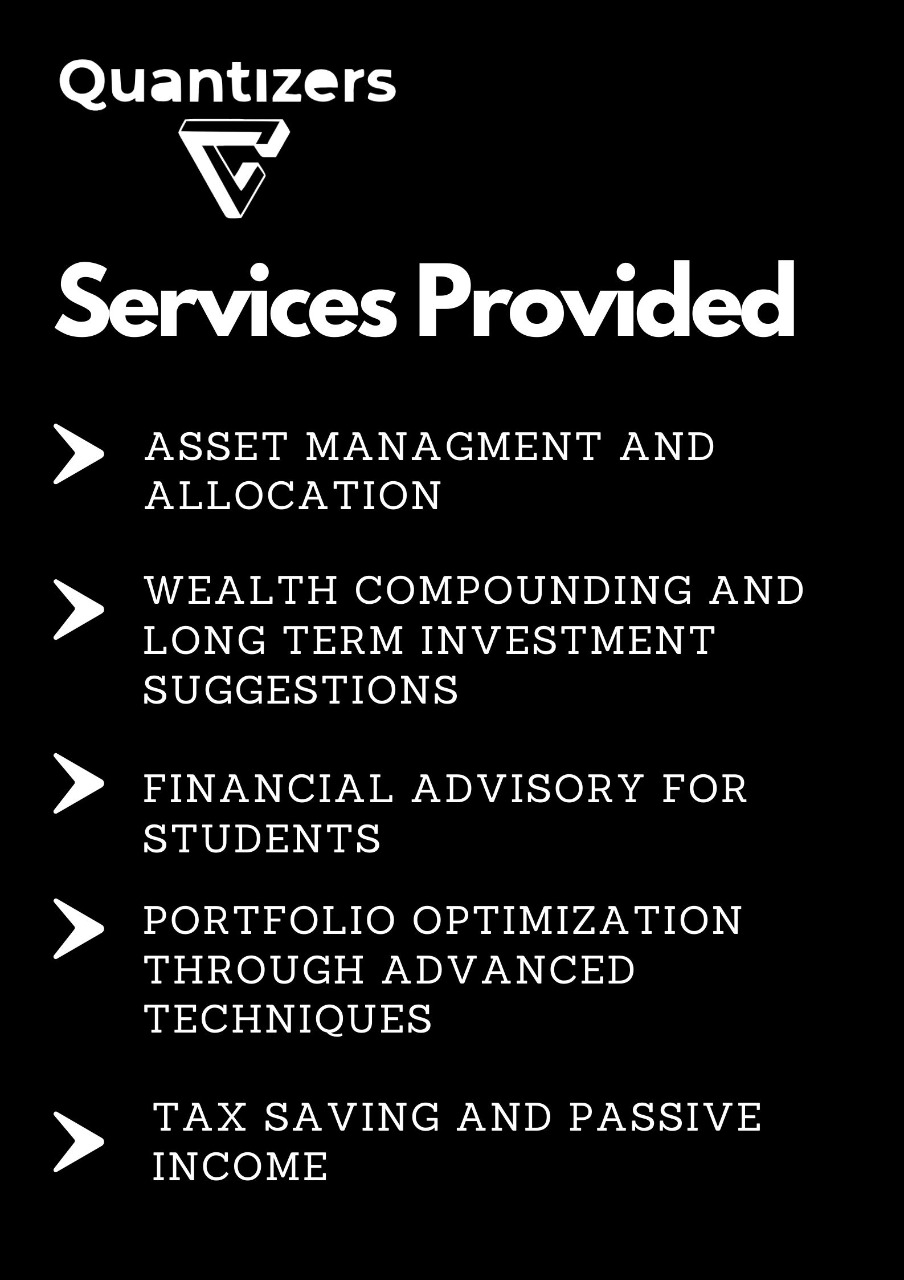 Quantizers
Services Provided
ASSET MANAGMENT AND
ALLOCATION
WEALTH COMPOUNDING AND
LONG TERM INVESTMENT
SUGGESTIONS
FINANCIAL ADVISORY FOR
STUDENTS
PORTFOLIO OPTIMIZATION
THROUGH ADVANCED
TECHNIQUES
TAX SAVING AND PASSIVE
INCOME